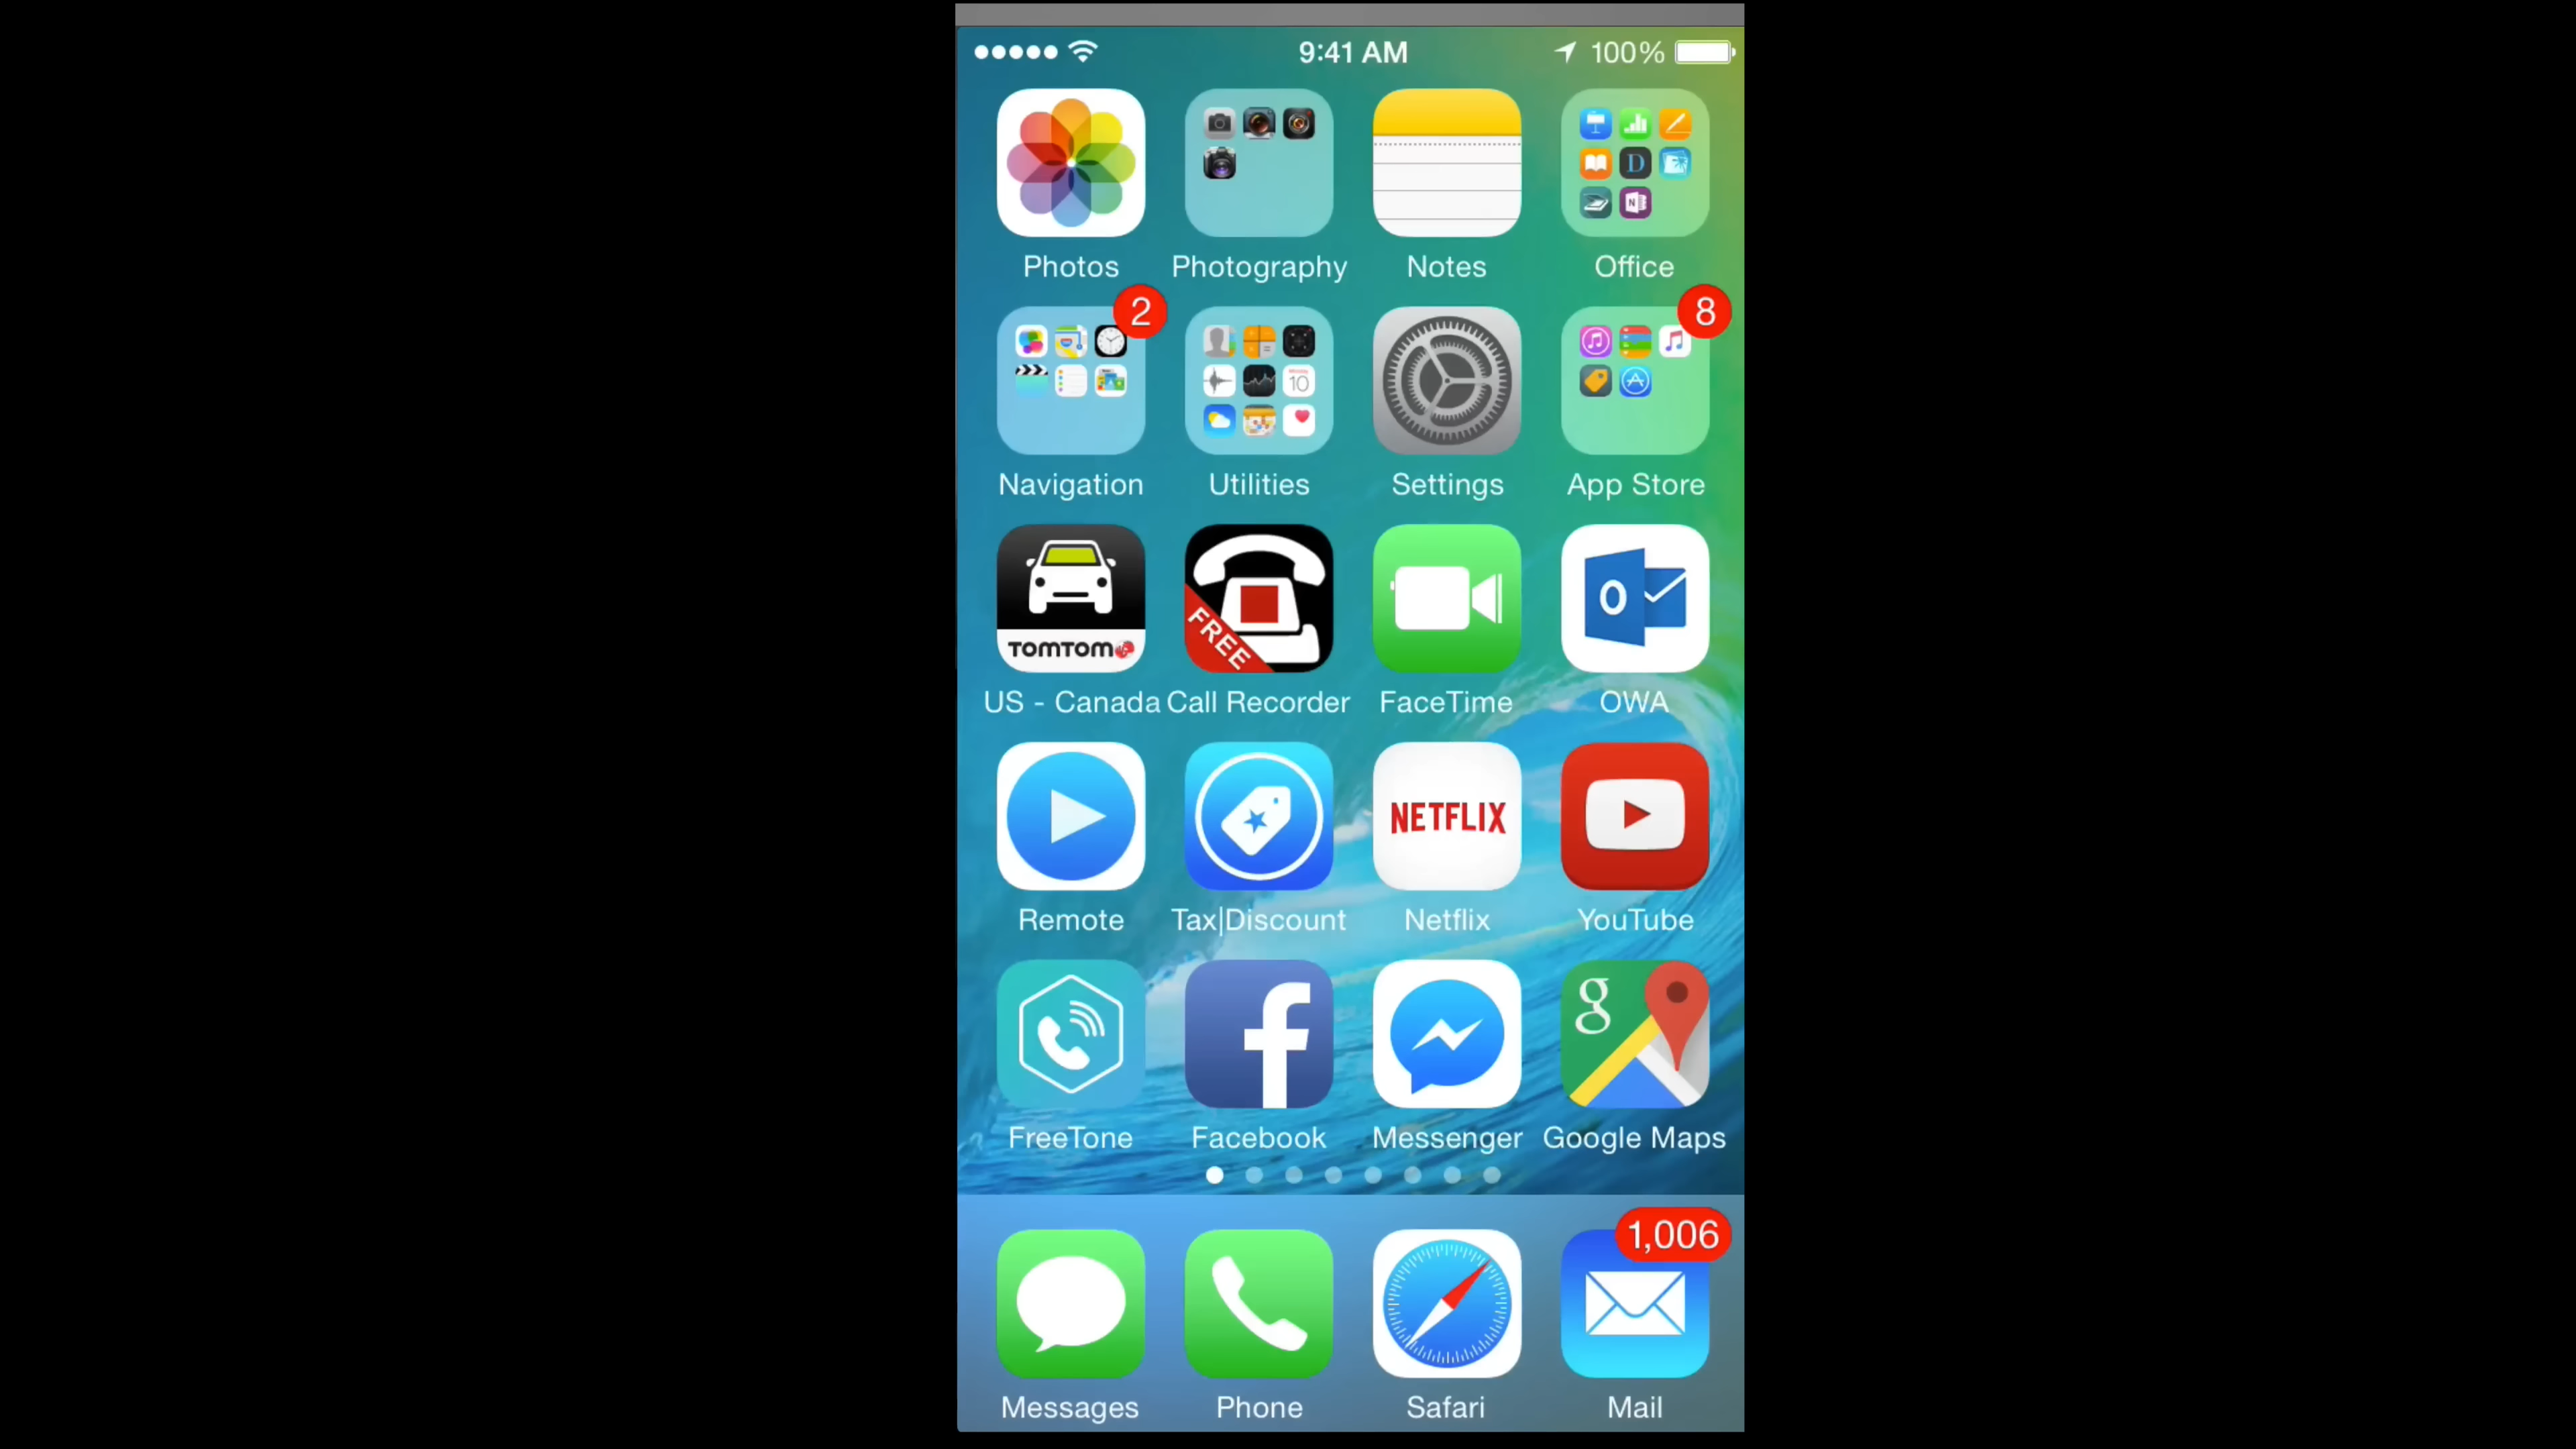 9:41 AM 100%
Photos Photography Notes Office
2 8
10
Navigation Utilities Settings App Store
TOMTOM FREE
US - Canada Call Recorder FaceTime OWA
NETFLIX
Remote Tax|Discount Netflix YouTube
g
FreeTone Facebook Messenger Google Maps
1,006
Messages Phone Safari Mail